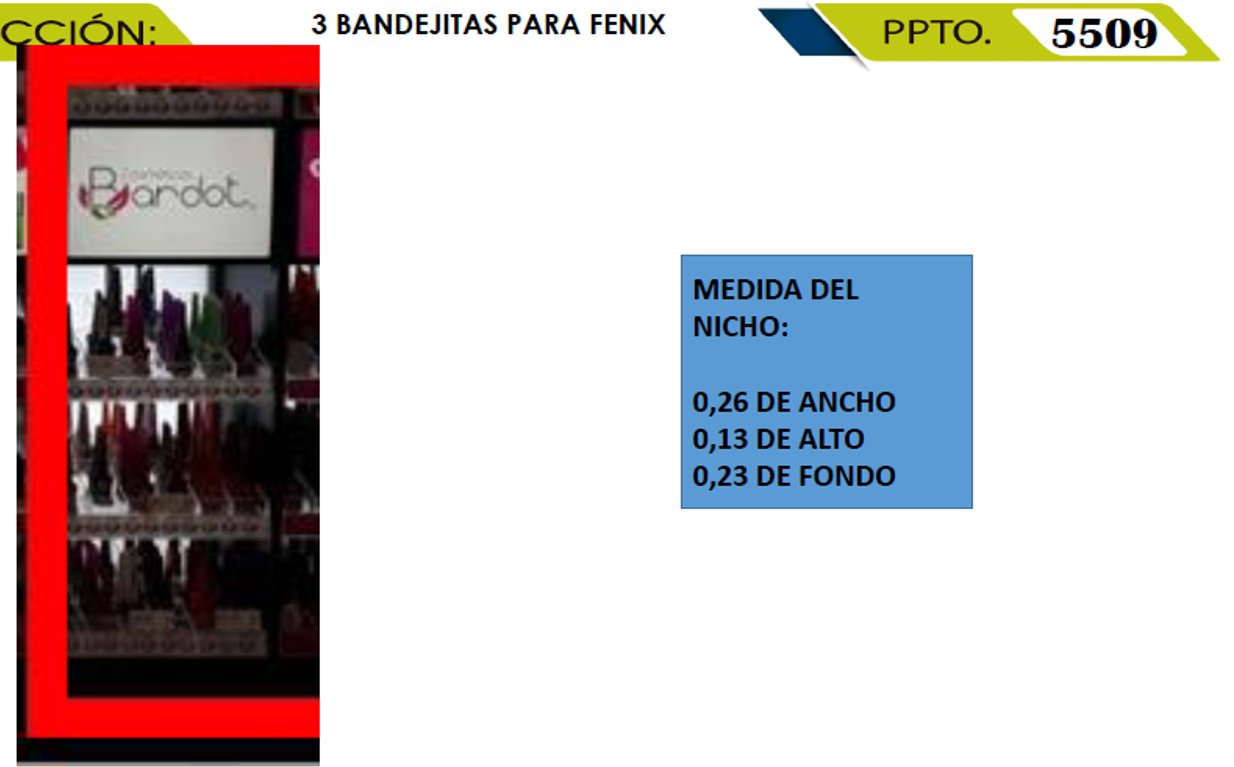 CCIÓN:
3 BANDEJITAS PARA FENIX
PPTO.
5509
Bardot
MEDIDA DEL
NICHO:
0,26 DE ANCHO
0,13 DE ALTO
0,23 DE FONDO